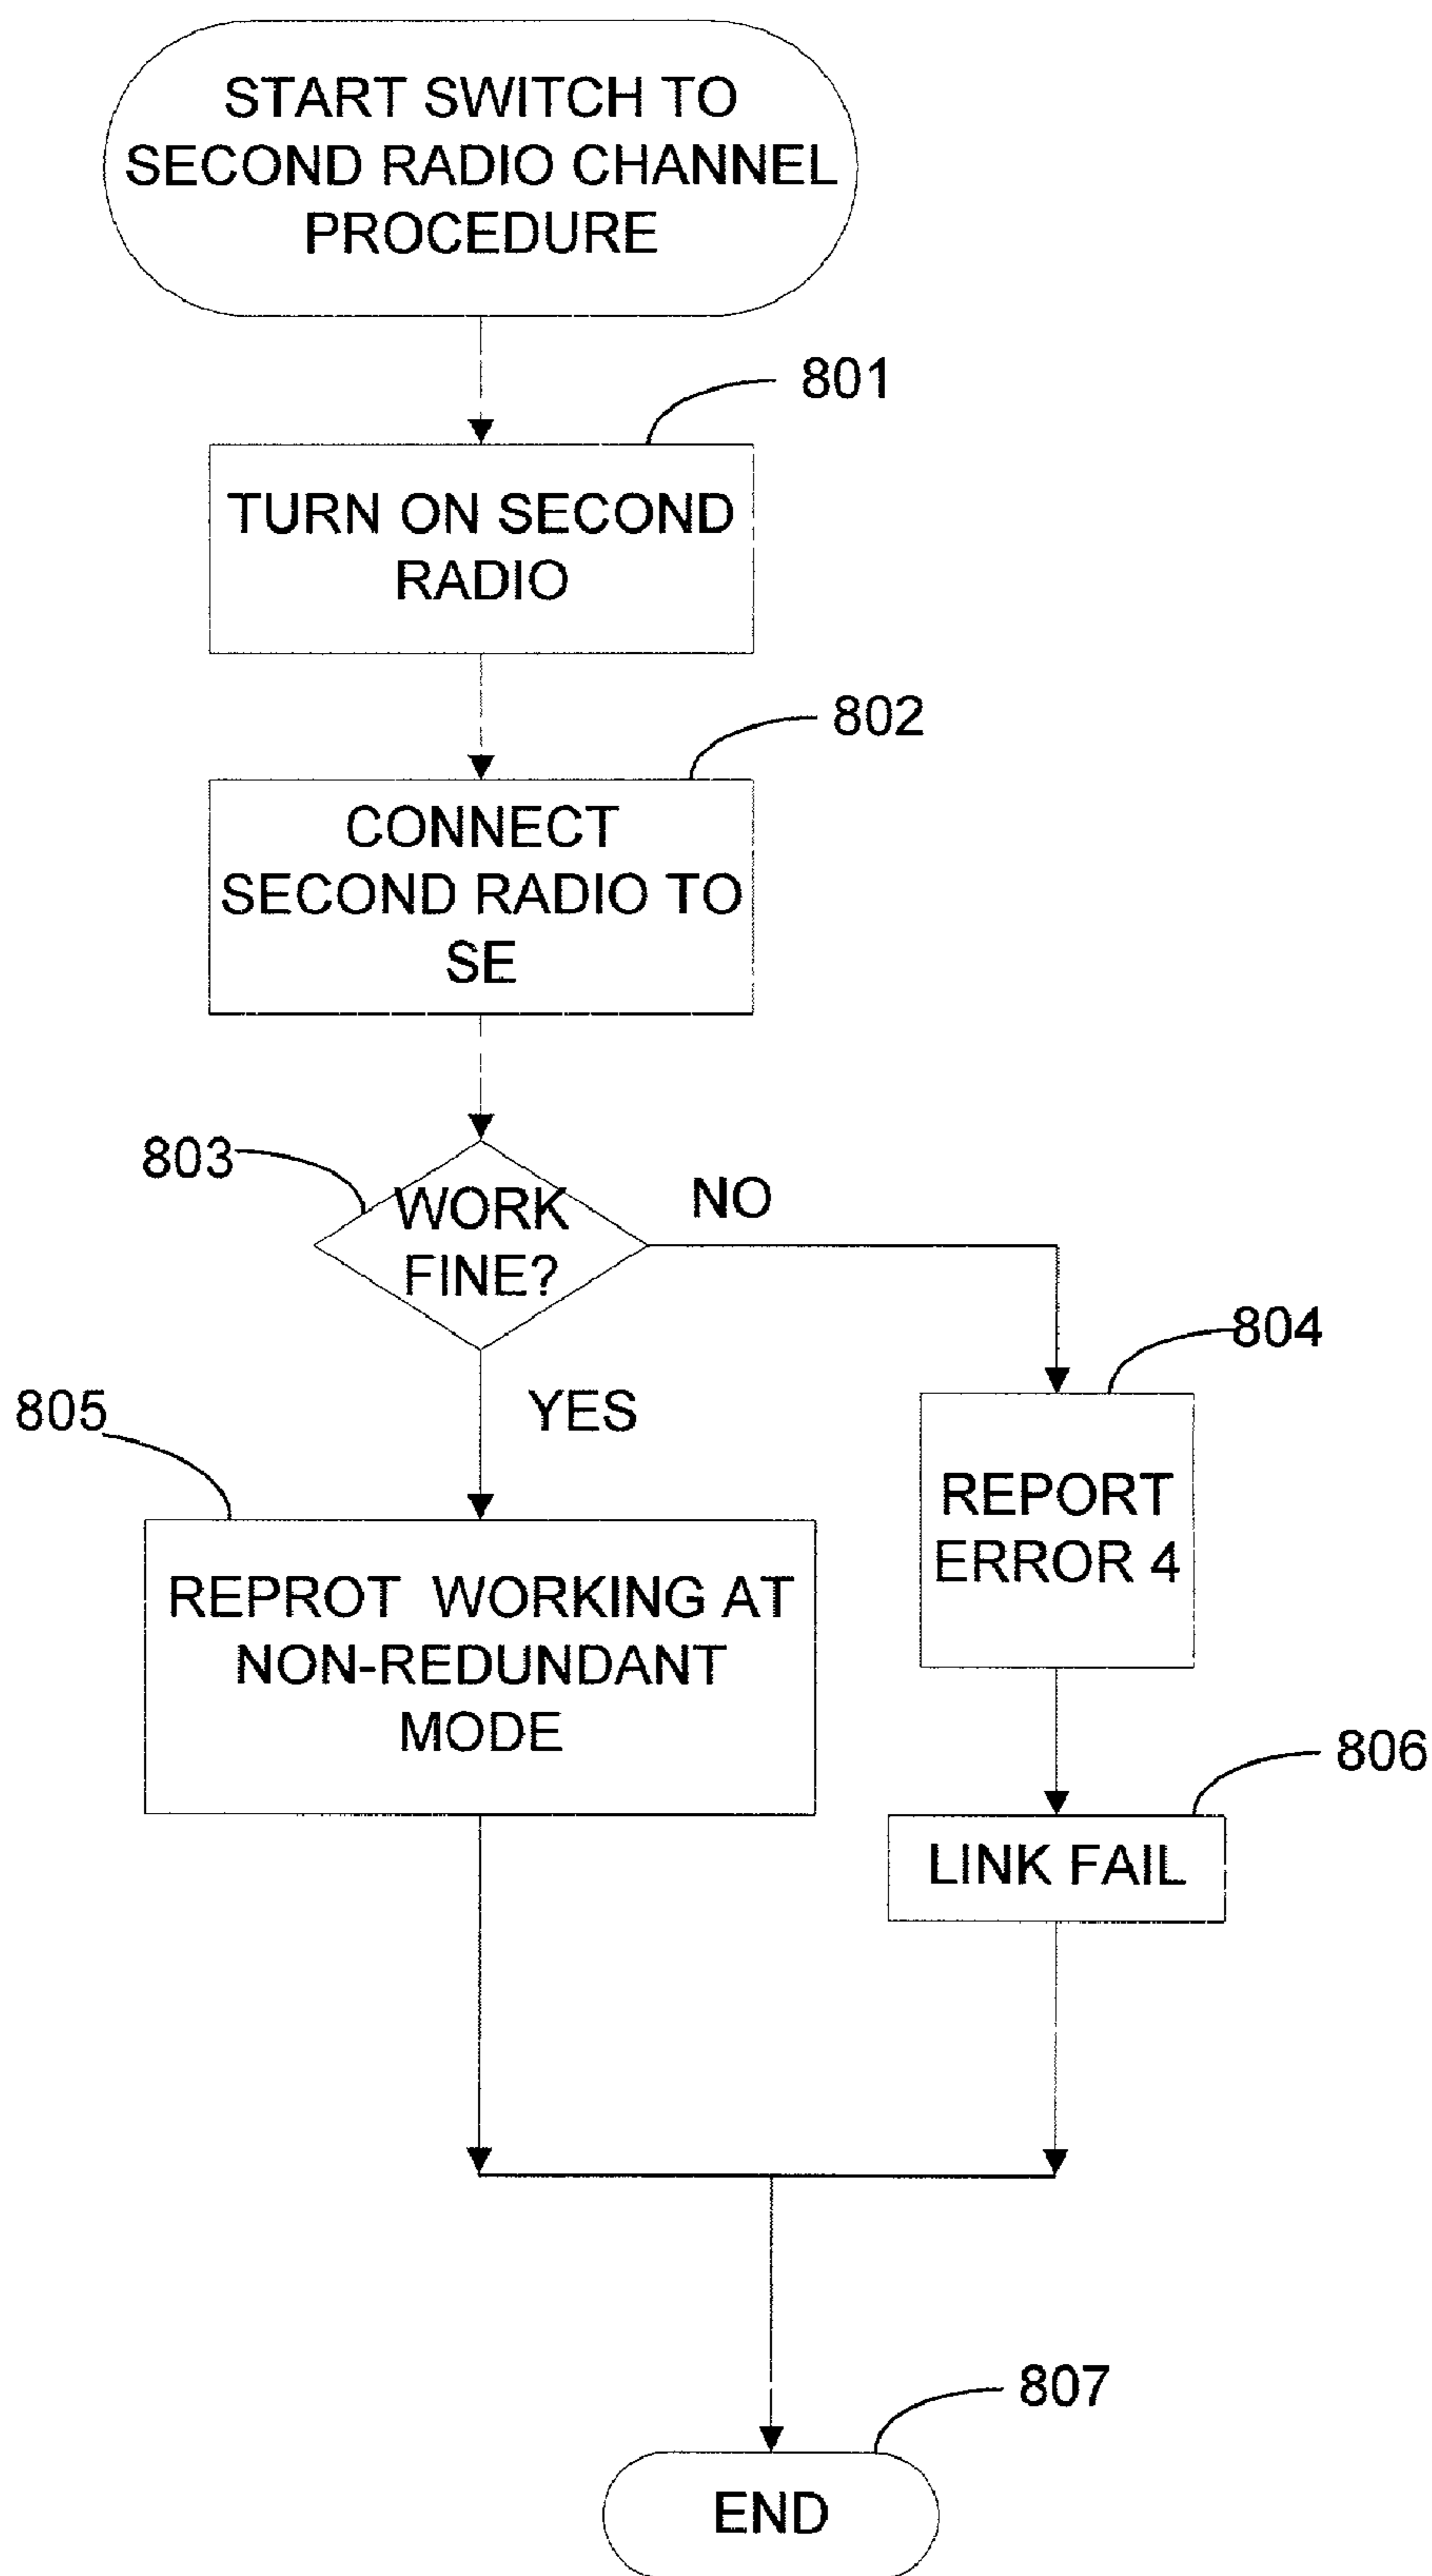 START SWITCH TO
SECOND RADIO CHANNEL
PROCEDURE
801
TURN ON SECOND
RADIO
802
CONNECT
SECOND RADIO TO
SE
803
WORK
FINE?
NO
804
YES
805
REPORT
ERROR 4
REPROT WORKING AT
NON-REDUNDANT
MODE
806
LINK FAIL
807
END